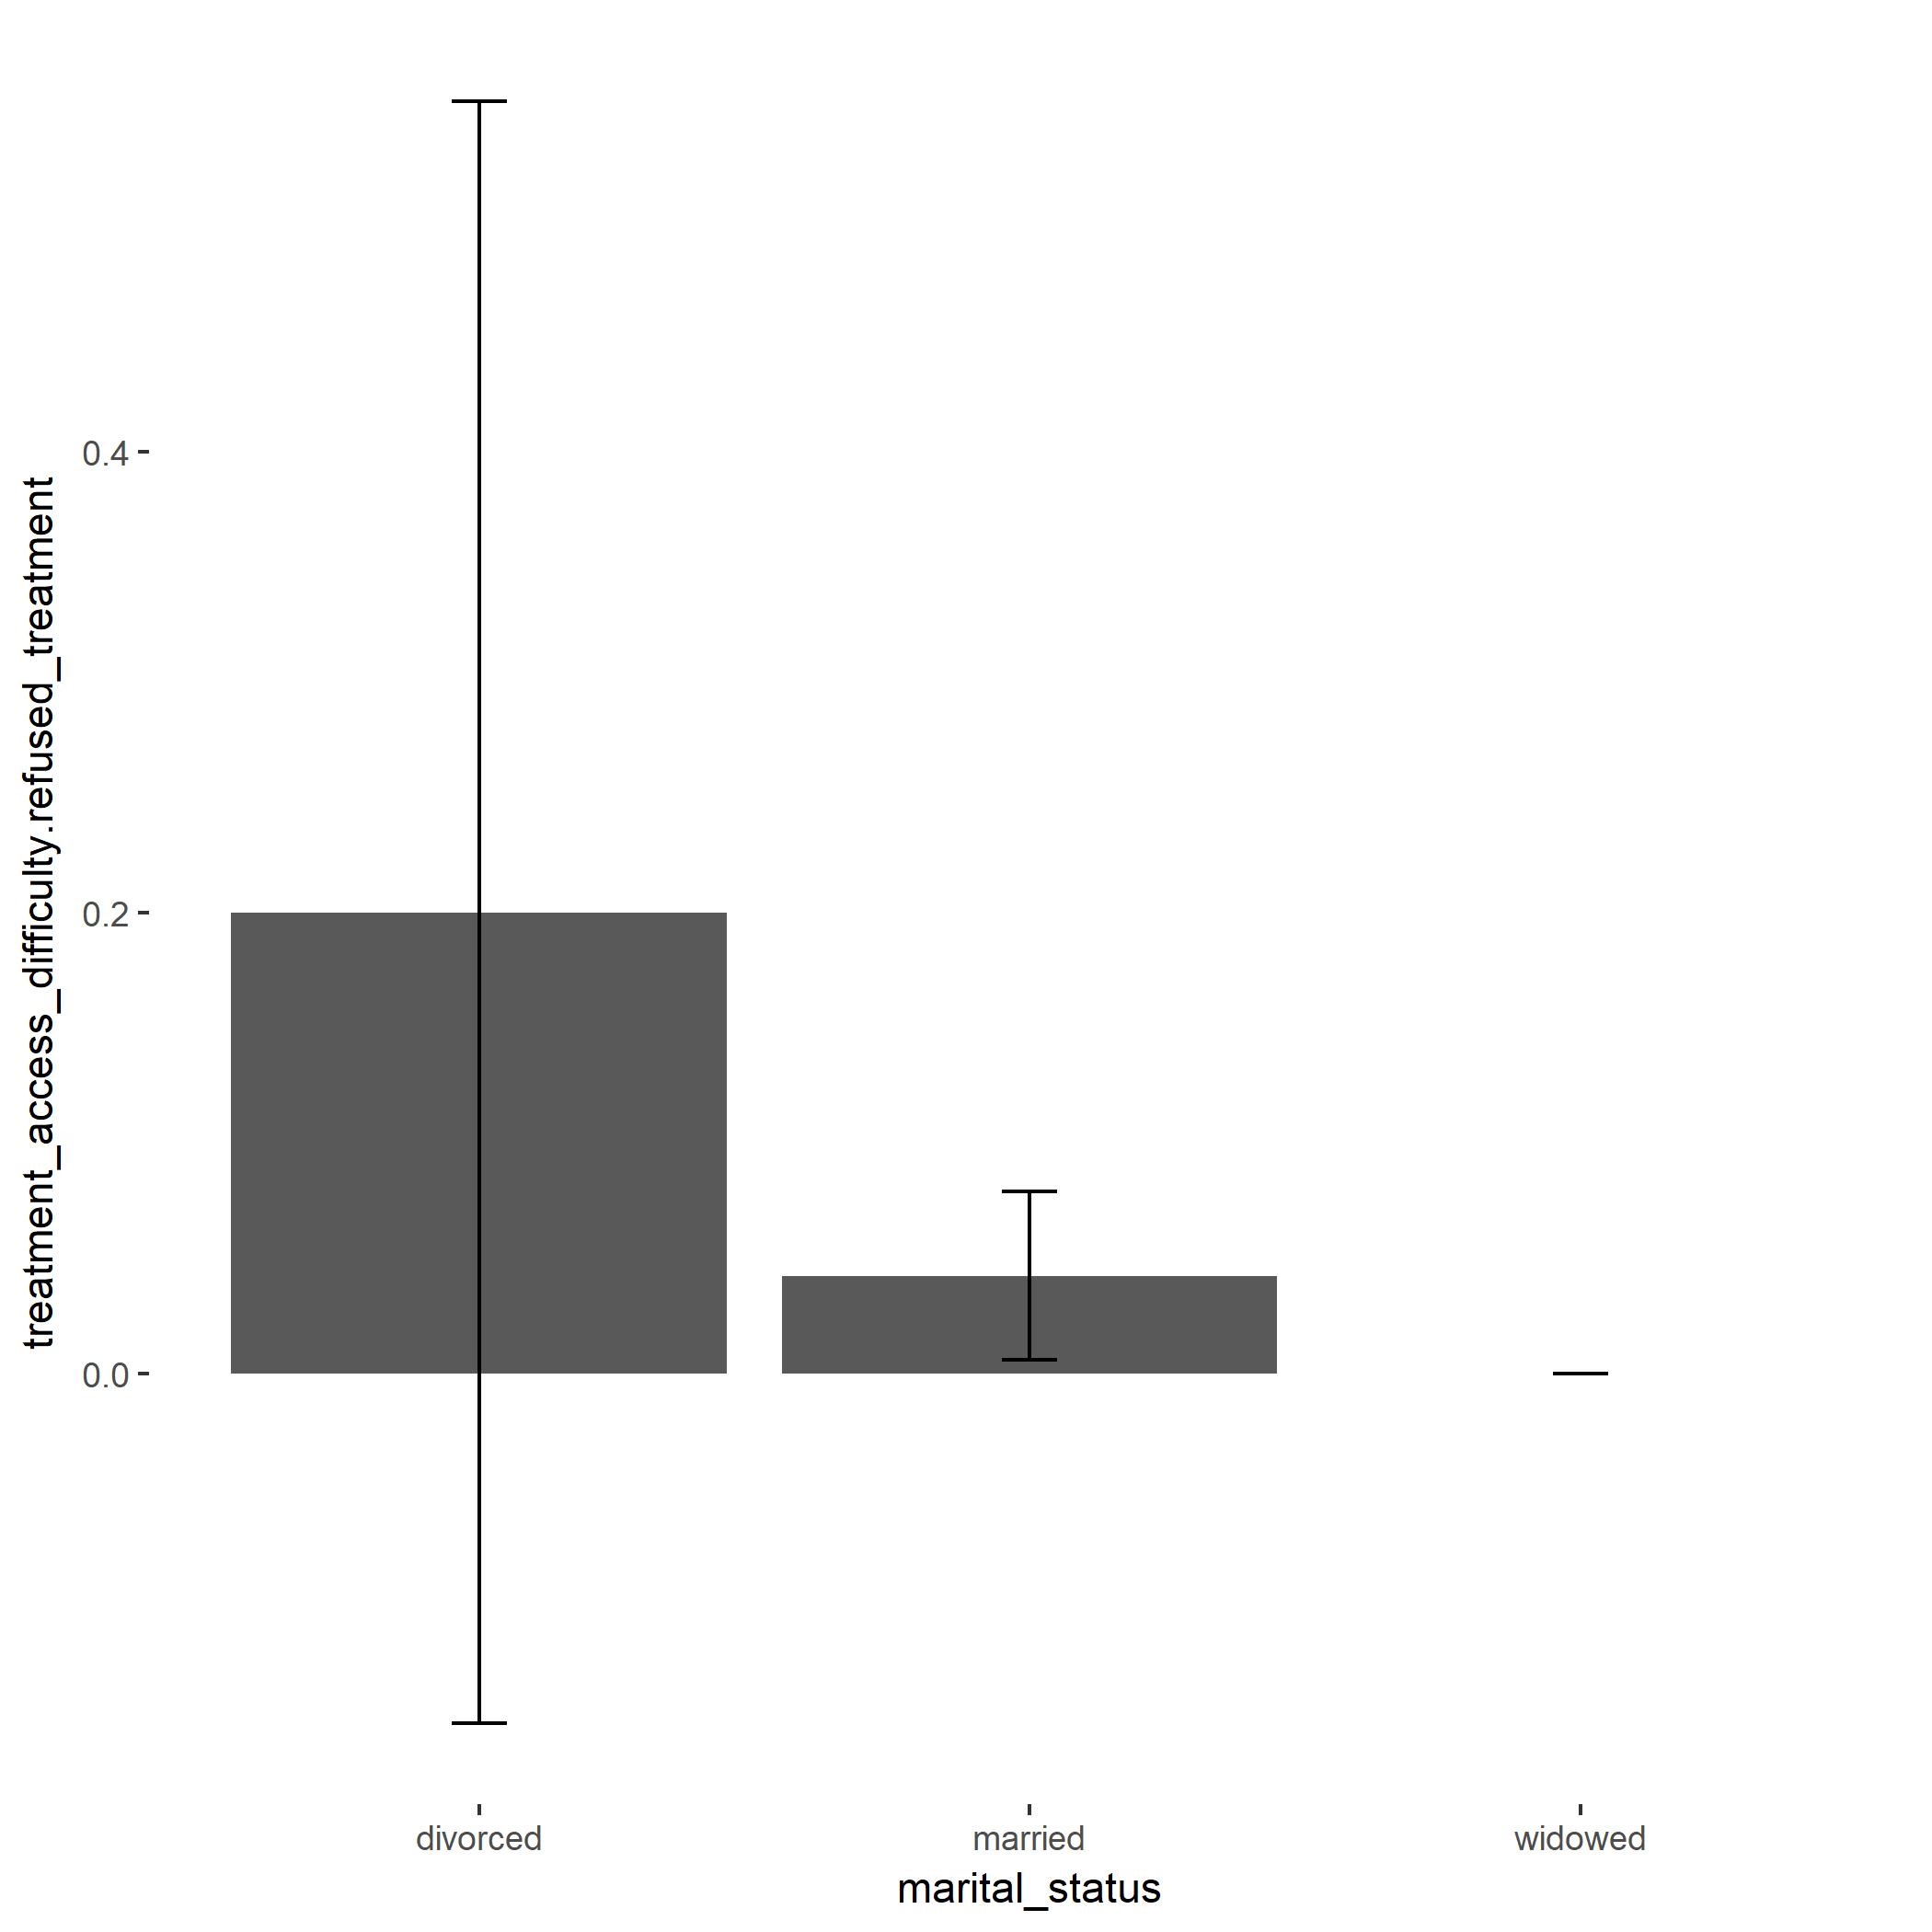 treatment_access_difficulty.refused_treatment
0.4
0.2
0.0
divorced
married
widowed
marital_status